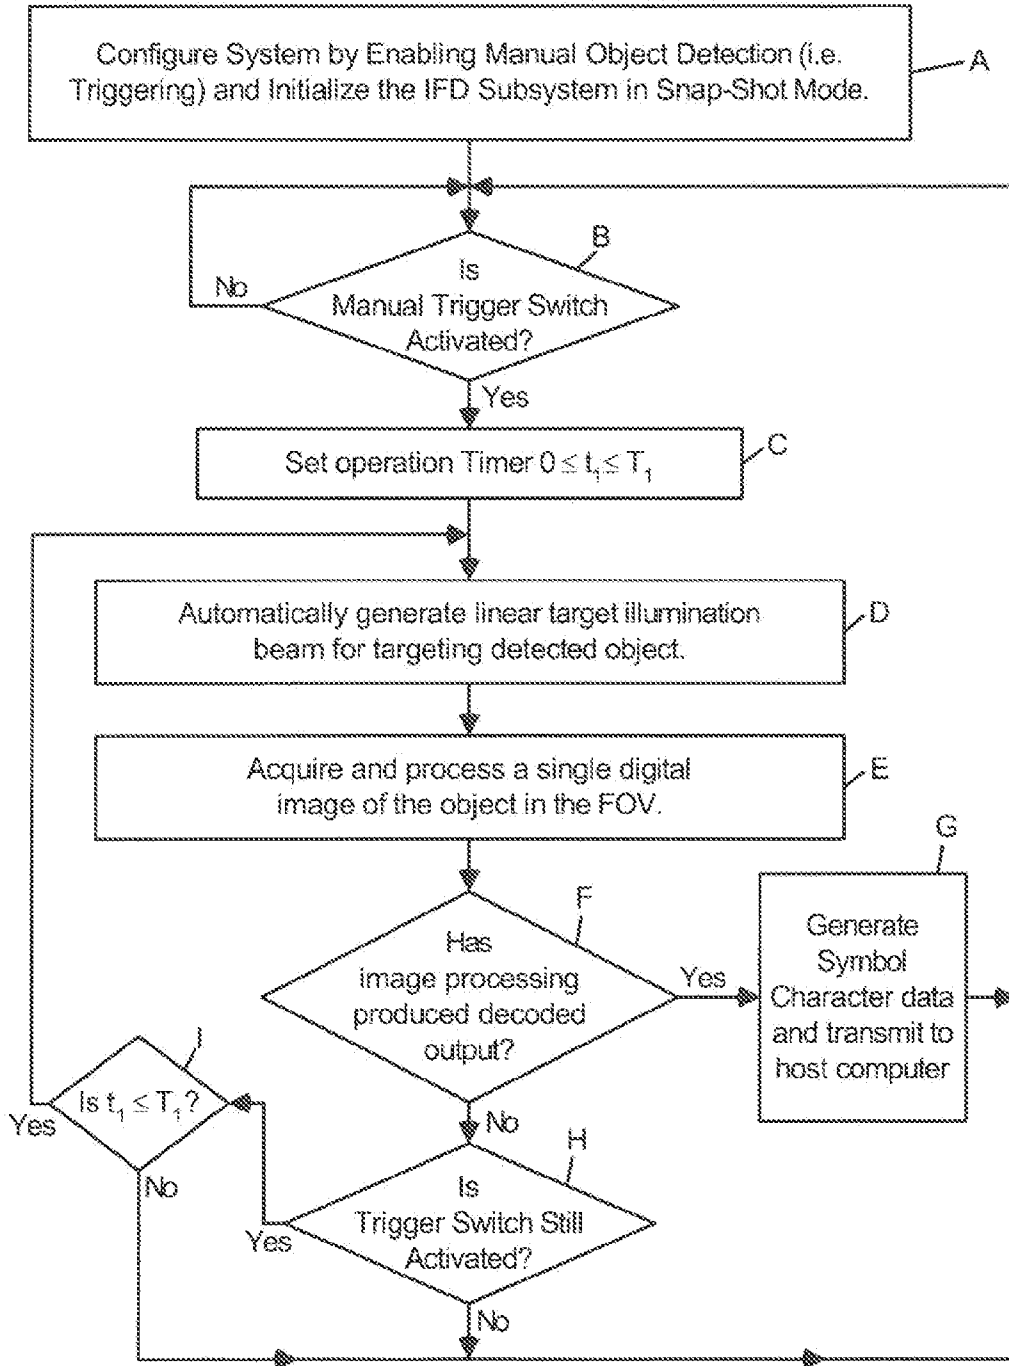 Configure System by Enabling Manual Object Detection (i.e.
Triggering) and Initialize the IFD Subsystem in Snap-Shot Mode.
A
B
Is
Manual Trigger Switch
Activated?
No
Yes
C
Set operation Timer 0 ≤ t₁ ≤ T₁
Automatically generate linear target illumination
beam for targeting detected object.
D
Acquire and process a single digital
image of the object in the FOV.
E
F
Has
image processing
produced decoded
output?
Yes
G
Generate
Symbol
Character data
and transmit to
host computer
No
I
Is t₁ ≤ T₁?
Yes
No
H
Is
Trigger Switch Still
Activated?
Yes
No